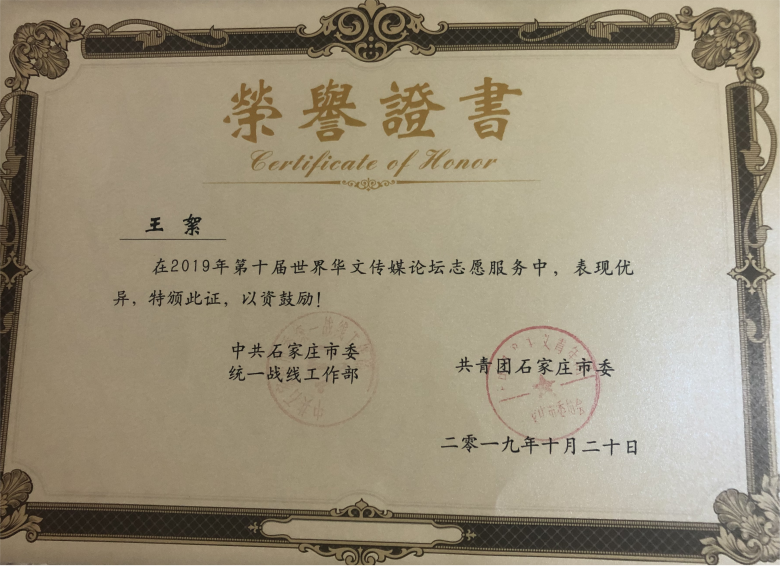 榮譽證書
Certificate of Honor
王 絮
在2019年第十届世界华文传媒论坛志愿服务中，表现优
异，特颁此证，以资鼓励！
中共石家庄市委
统一战线工作部
共青团石家庄市委
二零一九年十月二十日